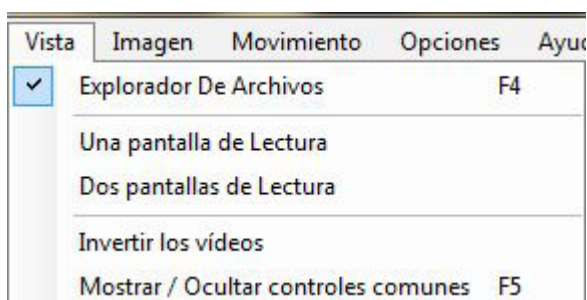 Vista Imagen Movimiento Opciones
Explorador De Archivos F4
Una pantalla de Lectura
Dos pantallas de Lectura
Invertir los vídeos
Mostrar / Ocultar controles comunes F5